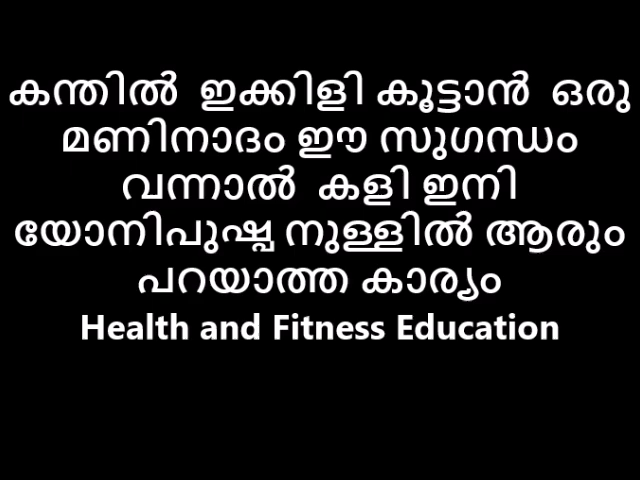 കന്തിൽ ഇക്കിളി കൂട്ടാൻ ഒരു
മണിനാദം ഈ സുഗന്ധം
വന്നാൽ കളി ഇനി
യോനിപുഷ്പ നുള്ളിൽ ആരും
പറയാത്ത കാര്യം
Health and Fitness Education